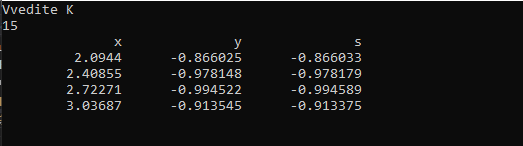 Vvedite K
15
x y s
2.0944 -0.866025 -0.866033
2.40855 -0.978148 -0.978179
2.72271 -0.994522 -0.994589
3.03687 -0.913545 -0.913375